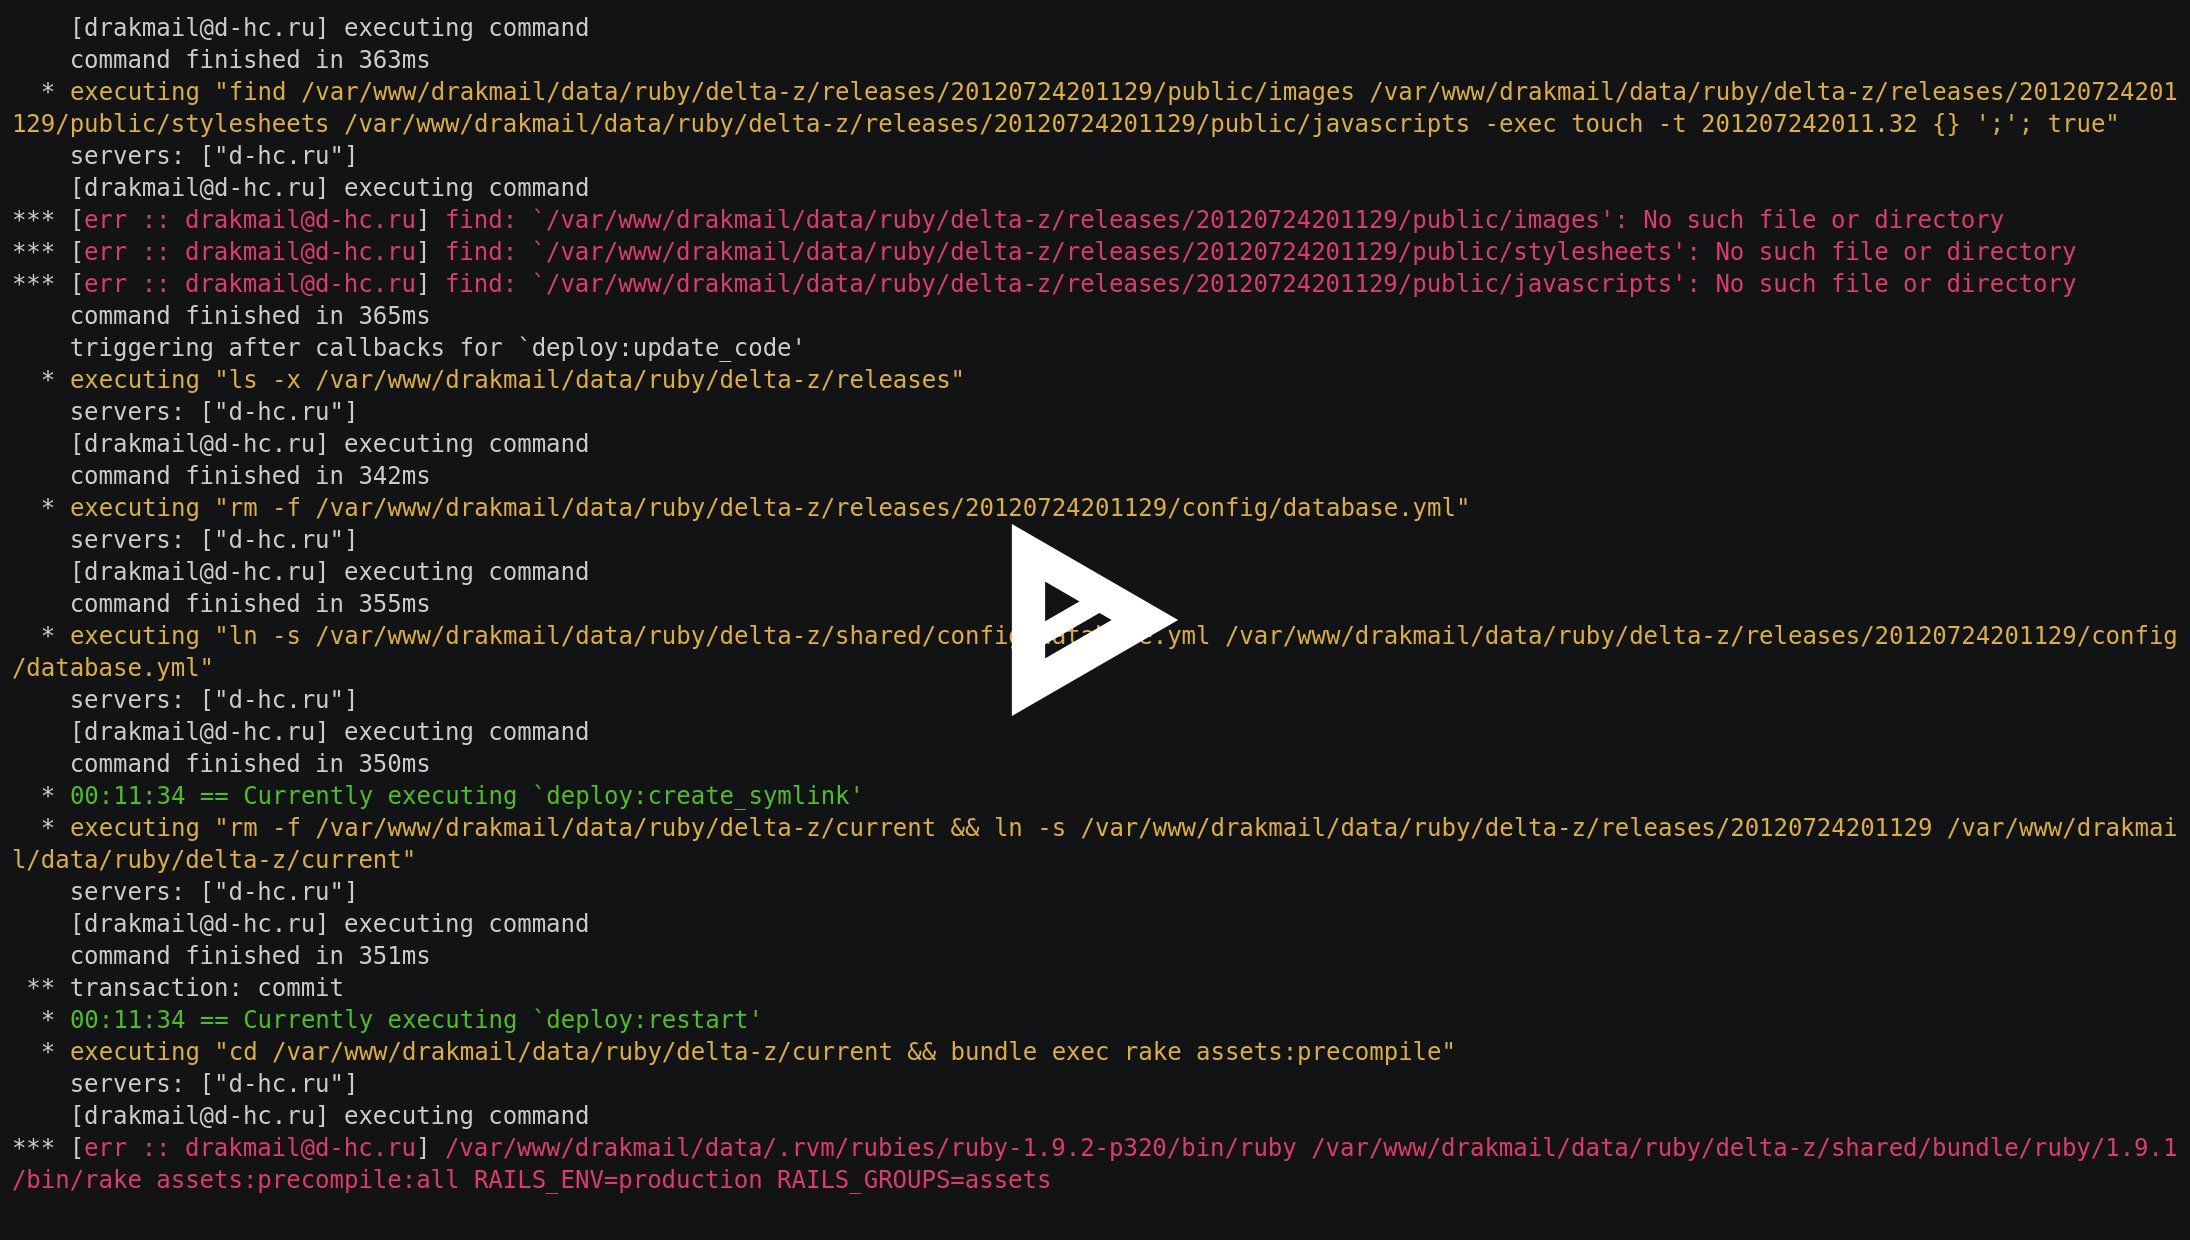 [drakmail@d-hc.ru] executing command
command finished in 363ms
* executing "find /var/www/drakmail/data/ruby/delta-z/releases/20120724201129/public/images /var/www/drakmail/data/ruby/delta-z/releases/20120724201
129/public/stylesheets /var/www/drakmail/data/ruby/delta-z/releases/20120724201129/public/javascripts -exec touch -t 201207242011.32 {} ';'; true"
servers: ["d-hc.ru"]
[drakmail@d-hc.ru] executing command
*** [err :: drakmail@d-hc.ru] find: `/var/www/drakmail/data/ruby/delta-z/releases/20120724201129/public/images': No such file or directory
*** [err :: drakmail@d-hc.ru] find: `/var/www/drakmail/data/ruby/delta-z/releases/20120724201129/public/stylesheets': No such file or directory
*** [err :: drakmail@d-hc.ru] find: `/var/www/drakmail/data/ruby/delta-z/releases/20120724201129/public/javascripts': No such file or directory
command finished in 365ms
triggering after callbacks for `deploy:update_code'
* executing "ls -x /var/www/drakmail/data/ruby/delta-z/releases"
servers: ["d-hc.ru"]
[drakmail@d-hc.ru] executing command
command finished in 342ms
* executing "rm -f /var/www/drakmail/data/ruby/delta-z/releases/20120724201129/config/database.yml"
servers: ["d-hc.ru"]
[drakmail@d-hc.ru] executing command
command finished in 355ms
* executing "ln -s /var/www/drakmail/data/ruby/delta-z/shared/config/database.yml /var/www/drakmail/data/ruby/delta-z/releases/20120724201129/config
/database.yml"
servers: ["d-hc.ru"]
[drakmail@d-hc.ru] executing command
command finished in 350ms
* 00:11:34 == Currently executing `deploy:create_symlink'
* executing "rm -f /var/www/drakmail/data/ruby/delta-z/current && ln -s /var/www/drakmail/data/ruby/delta-z/releases/20120724201129 /var/www/drakmai
l/data/ruby/delta-z/current"
servers: ["d-hc.ru"]
[drakmail@d-hc.ru] executing command
command finished in 351ms
** transaction: commit
* 00:11:34 == Currently executing `deploy:restart'
* executing "cd /var/www/drakmail/data/ruby/delta-z/current && bundle exec rake assets:precompile"
servers: ["d-hc.ru"]
[drakmail@d-hc.ru] executing command
*** [err :: drakmail@d-hc.ru] /var/www/drakmail/data/.rvm/rubies/ruby-1.9.2-p320/bin/ruby /var/www/drakmail/data/ruby/delta-z/shared/bundle/ruby/1.9.1
/bin/rake assets:precompile:all RAILS_ENV=production RAILS_GROUPS=assets